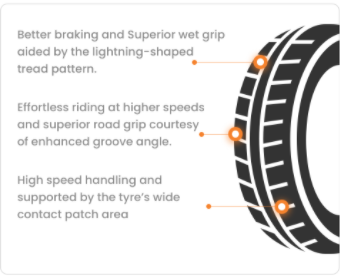 Better braking and Superior wet grip
aided by the lightning-shaped
tread pattern.
Effortless riding at higher speeds
and superior road grip courtesy
of enhanced groove angle.
High speed handling and
supported by the tyre's wide
contact patch area